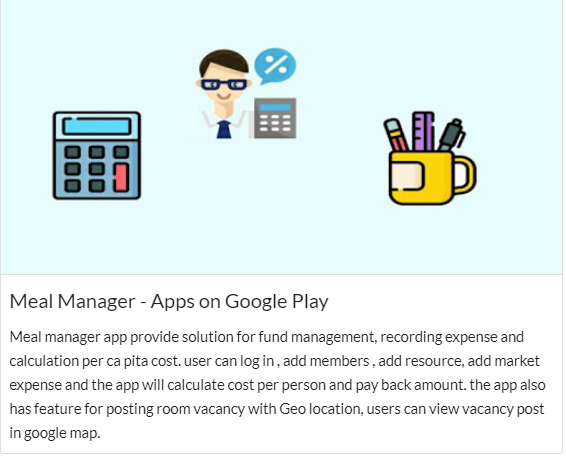 %
Meal Manager - Apps on Google Play
Meal manager app provide solution for fund management, recording expense and
calculation per ca pita cost. user can log in , add members , add resource, add market
expense and the app will calculate cost per person and pay back amount. the app also
has feature for posting room vacancy with Geo location, users can view vacancy post
in google map.